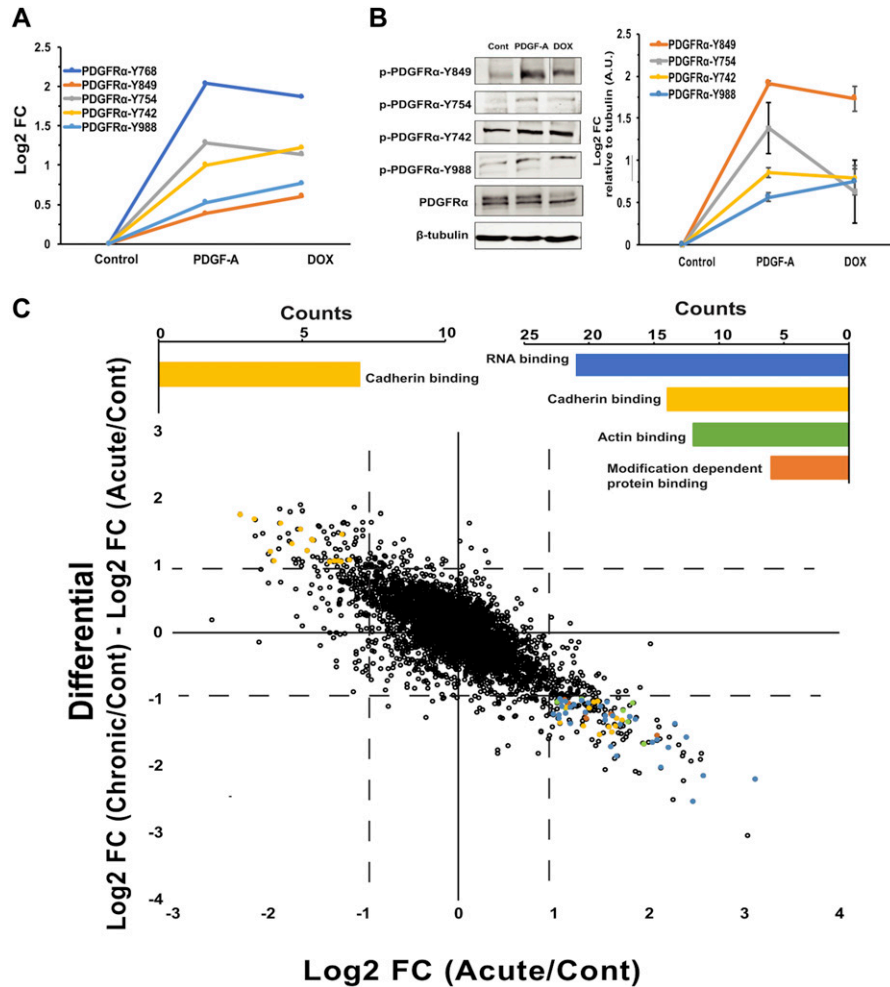 A
Log2 FC
2.5
2
1.5
1
0.5
0
PDGFRα-Y768
PDGFRα-Y849
PDGFRα-Y754
PDGFRα-Y742
PDGFRα-Y988
Control PDGF-A DOX
B
Cont PDGF-A DOX
p-PDGFRα-Y849
p-PDGFRα-Y754
p-PDGFRα-Y742
p-PDGFRα-Y988
PDGFRα
β-tubulin
Log2 FC
relative to tubulin (A.U.)
2.5
2
1.5
1
0.5
0
PDGFRα-Y849
PDGFRα-Y754
PDGFRα-Y742
PDGFRα-Y988
Control PDGF-A DOX
C
Counts
0 5 10
Cadherin binding
Counts
25 20 15 10 5 0
RNA binding
Cadherin binding
Actin binding
Modification dependent
protein binding
Differential
Log2 FC (Chronic/Cont) - Log2 FC (Acute/Cont)
3
2
1
0
-1
-2
-3
-4
-3 -2 -1 0 1 2 3 4
Log2 FC (Acute/Cont)